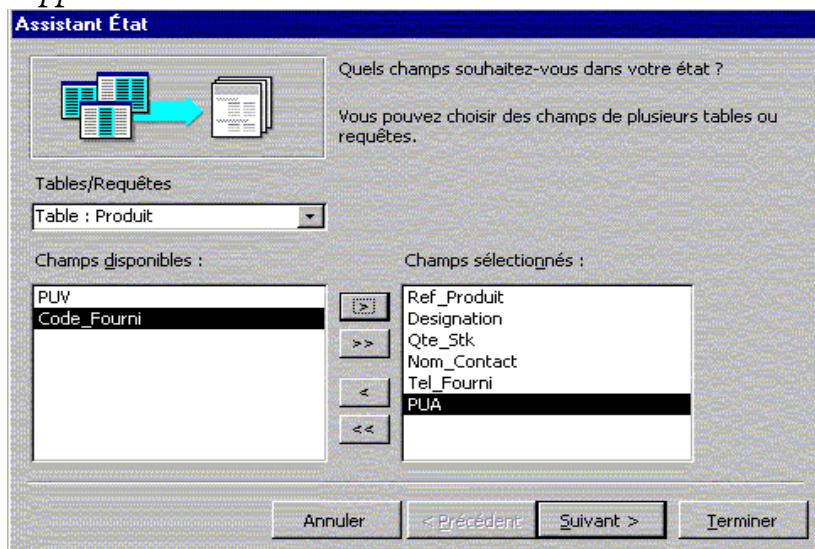 Assistant État
Quels champs souhaitez-vous dans votre état ?
Vous pouvez choisir des champs de plusieurs tables ou
requêtes.
Tables/Requêtes
Table : Produit
Champs disponibles :
Champs sélectionnés :
PUV
Code_Fourni
>
>>
<
<<
Ref_Produit
Designation
Qte_Stk
Nom_Contact
Tel_Fourni
PUA
Annuler
< Précédent
Suivant >
Terminer